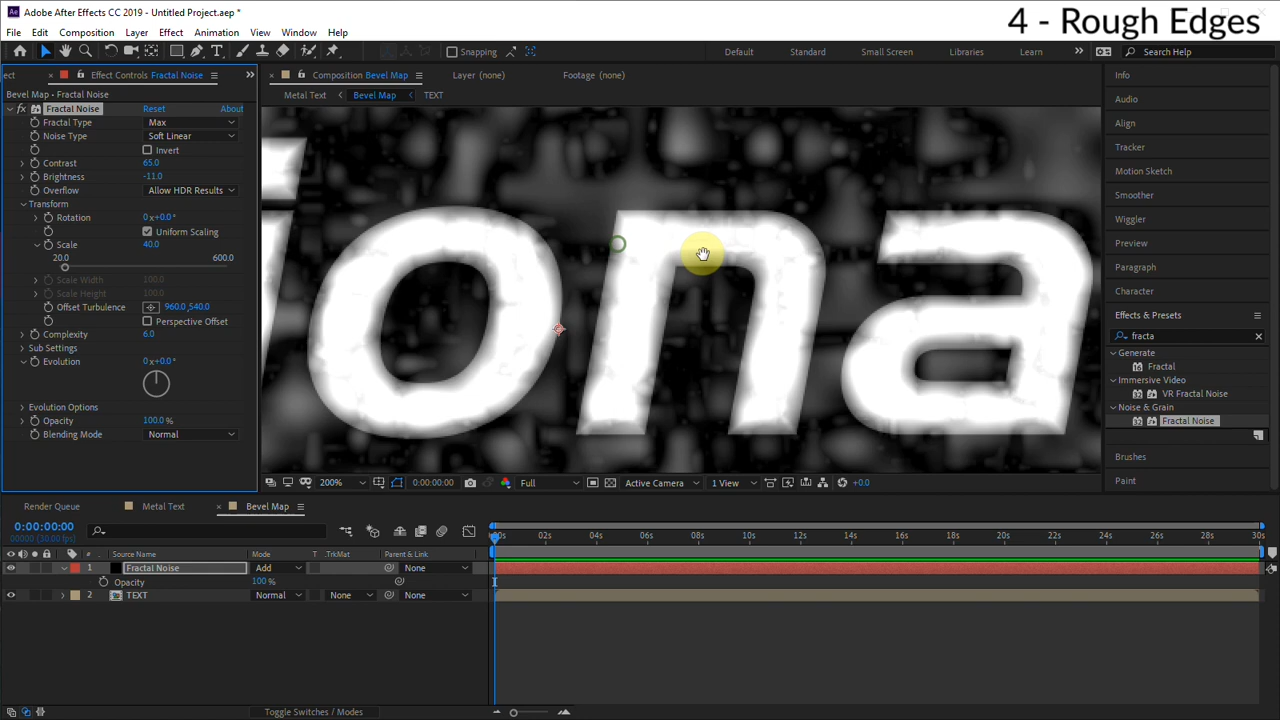 Adobe After Effects CC 2019 - Untitled Project.aep *
4 - Rough Edges
File Edit Composition Layer Effect Animation View Window Help
Snapping
Default Standard Small Screen Libraries Learn Search Help
ect Effect Controls Fractal Noise
Composition Bevel Map Layer (none) Footage (none)
Bevel Map • Fractal Noise
Metal Text Bevel Map TEXT
fx Fractal Noise Reset About
Fractal Type Max
Noise Type Soft Linear
Invert
Contrast 65.0
Brightness -11.0
Overflow Allow HDR Results
Transform
Rotation 0x+0.0°
Uniform Scaling
Scale 40.0
20.0 600.0
Scale Width 100.0
Scale Height 100.0
Offset Turbulence 960.0,540.0
Perspective Offset
Complexity 6.0
Sub Settings
Evolution 0x+0.0°
Evolution Options
Opacity 100.0 %
Blending Mode Normal
iona
200% 0:00:00:00 Full Active Camera 1 View +0.0
Info
Audio
Align
Tracker
Motion Sketch
Smoother
Wiggler
Preview
Paragraph
Character
Effects & Presets
fracta
Generate
Fractal
Immersive Video
VR Fractal Noise
Noise & Grain
Fractal Noise
Brushes
Paint
Render Queue Metal Text Bevel Map
0:00:00:00
00000 (30.00 fps)
:00s 02s 04s 06s 08s 10s 12s 14s 16s 18s 20s 22s 24s 26s 28s 30s
# Source Name Mode T .TrkMat Parent & Link
1 Fractal Noise Add None
Opacity 100 %
2 TEXT Normal None None
Toggle Switches / Modes